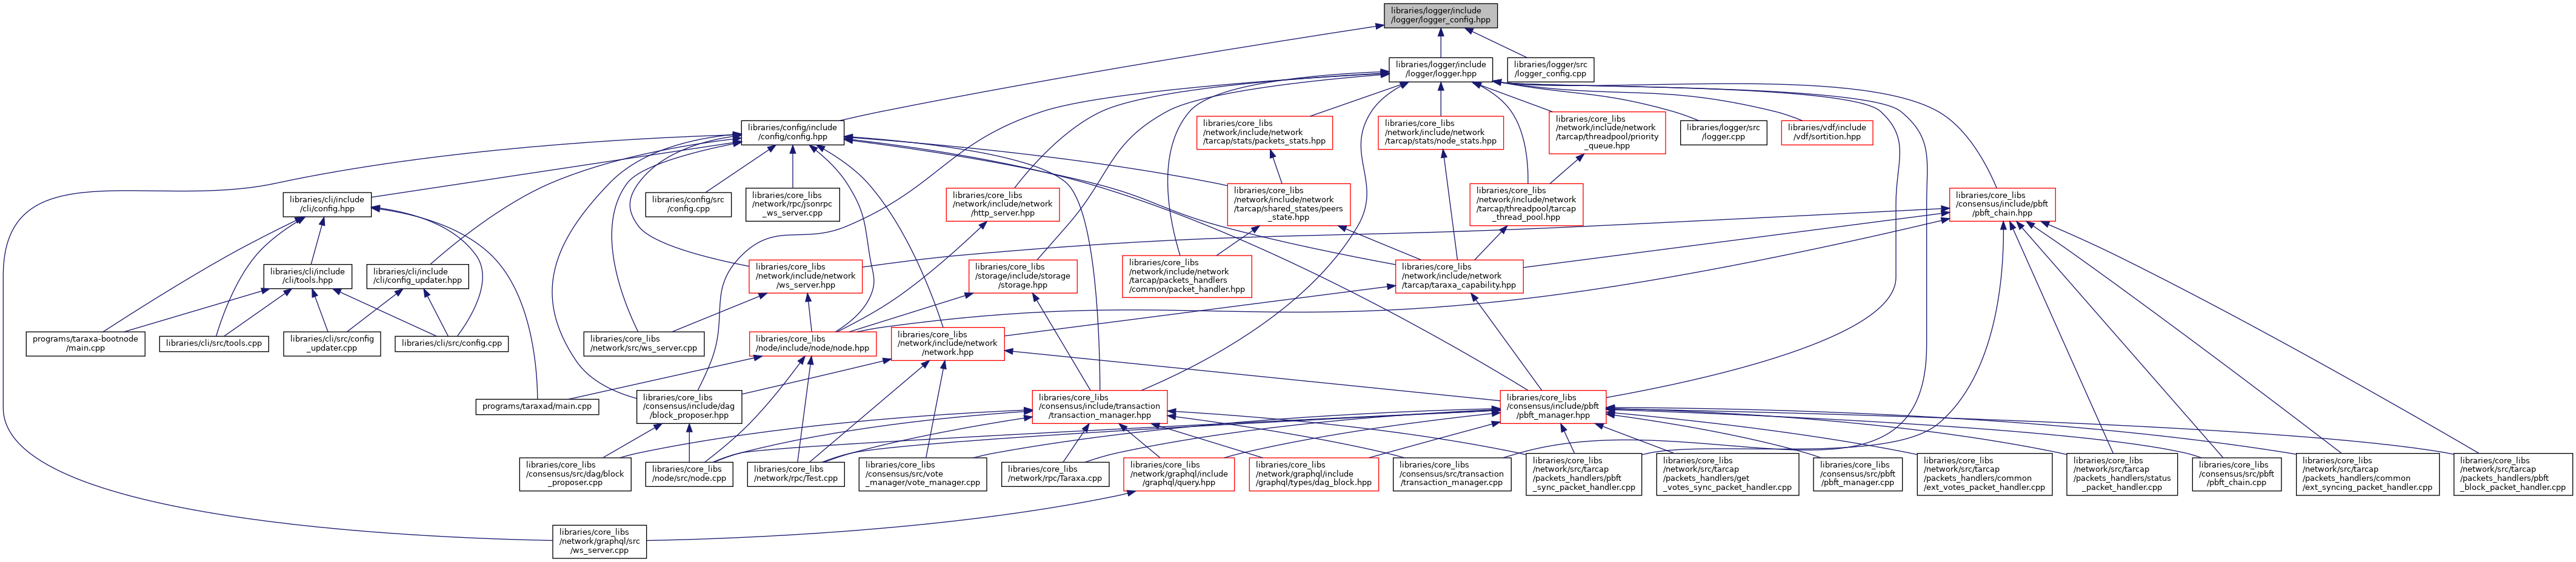 libraries/logger/include
/logger/logger_config.hpp
libraries/logger/include
/logger/logger.hpp
libraries/logger/src
/logger_config.cpp
libraries/config/include
/config/config.hpp
libraries/core_libs
/network/include/network
/tarcap/stats/packets_stats.hpp
libraries/core_libs
/network/include/network
/tarcap/stats/node_stats.hpp
libraries/core_libs
/network/include/network
/tarcap/threadpool/priority
_queue.hpp
libraries/logger/src
/logger.cpp
libraries/vdf/include
/vdf/sortition.hpp
libraries/cli/include
/cli/config.hpp
libraries/config/src
/config.cpp
libraries/core_libs
/network/rpc/jsonrpc
_ws_server.cpp
libraries/core_libs
/network/include/network
/http_server.hpp
libraries/core_libs
/network/include/network
/tarcap/shared_states/peers
_state.hpp
libraries/core_libs
/network/include/network
/tarcap/threadpool/tarcap
_thread_pool.hpp
libraries/core_libs
/consensus/include/pbft
/pbft_chain.hpp
libraries/cli/include
/cli/tools.hpp
libraries/cli/include
/cli/config_updater.hpp
libraries/core_libs
/network/include/network
/ws_server.hpp
libraries/core_libs
/storage/include/storage
/storage.hpp
libraries/core_libs
/network/include/network
/tarcap/packets_handlers
/common/packet_handler.hpp
libraries/core_libs
/network/include/network
/tarcap/taraxa_capability.hpp
programs/taraxa-bootnode
/main.cpp
libraries/cli/src/tools.cpp
libraries/cli/src/config
_updater.cpp
libraries/cli/src/config.cpp
libraries/core_libs
/network/src/ws_server.cpp
libraries/core_libs
/node/include/node/node.hpp
libraries/core_libs
/network/include/network
/network.hpp
programs/taraxad/main.cpp
libraries/core_libs
/consensus/include/dag
/block_proposer.hpp
libraries/core_libs
/consensus/include/transaction
/transaction_manager.hpp
libraries/core_libs
/consensus/include/pbft
/pbft_manager.hpp
libraries/core_libs
/consensus/src/dag/block
_proposer.cpp
libraries/core_libs
/node/src/node.cpp
libraries/core_libs
/network/rpc/Test.cpp
libraries/core_libs
/consensus/src/vote
_manager/vote_manager.cpp
libraries/core_libs
/network/rpc/Taraxa.cpp
libraries/core_libs
/network/graphql/include
/graphql/query.hpp
libraries/core_libs
/network/graphql/include
/graphql/types/dag_block.hpp
libraries/core_libs
/consensus/src/transaction
/transaction_manager.cpp
libraries/core_libs
/network/src/tarcap
/packets_handlers/pbft
_sync_packet_handler.cpp
libraries/core_libs
/network/src/tarcap
/packets_handlers/get
_votes_sync_packet_handler.cpp
libraries/core_libs
/consensus/src/pbft
/pbft_manager.cpp
libraries/core_libs
/network/src/tarcap
/packets_handlers/common
/ext_votes_packet_handler.cpp
libraries/core_libs
/network/src/tarcap
/packets_handlers/status
_packet_handler.cpp
libraries/core_libs
/consensus/src/pbft
/pbft_chain.cpp
libraries/core_libs
/network/src/tarcap
/packets_handlers/common
/ext_syncing_packet_handler.cpp
libraries/core_libs
/network/src/tarcap
/packets_handlers/pbft
_block_packet_handler.cpp
libraries/core_libs
/network/graphql/src
/ws_server.cpp